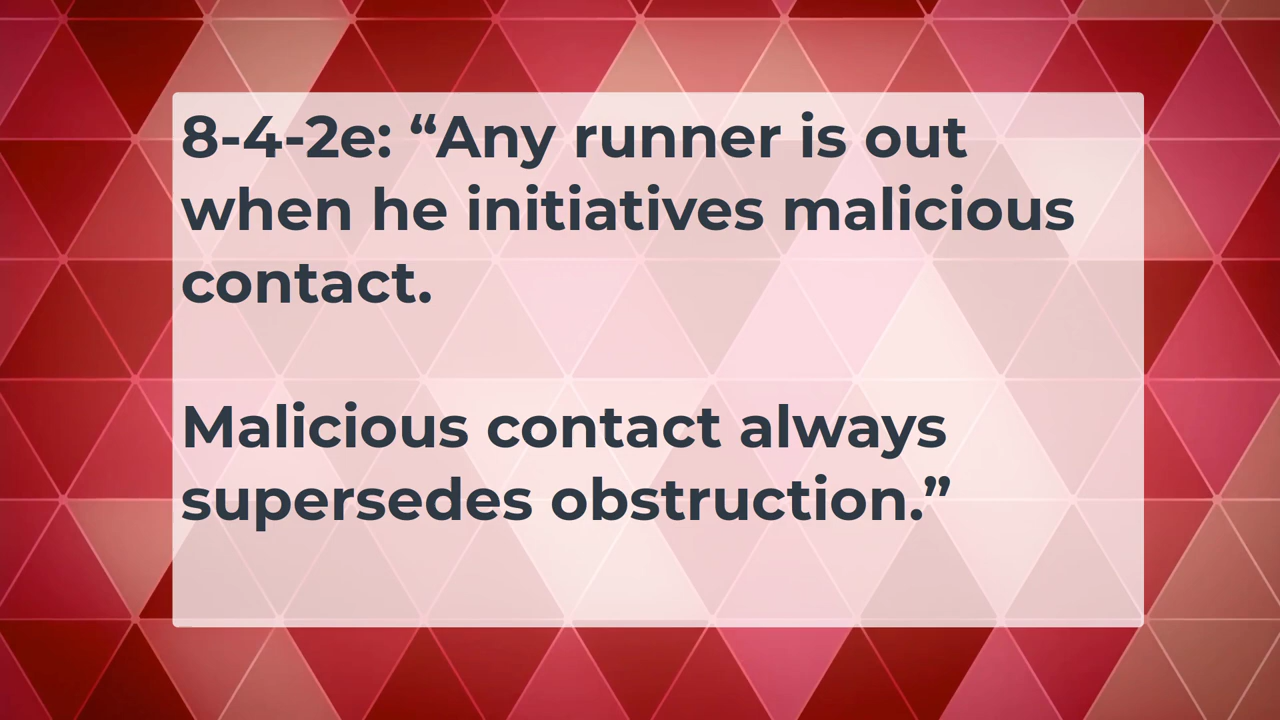 8-4-2e: “Any runner is out
when he initiatives malicious
contact.
Malicious contact always
supersedes obstruction.”